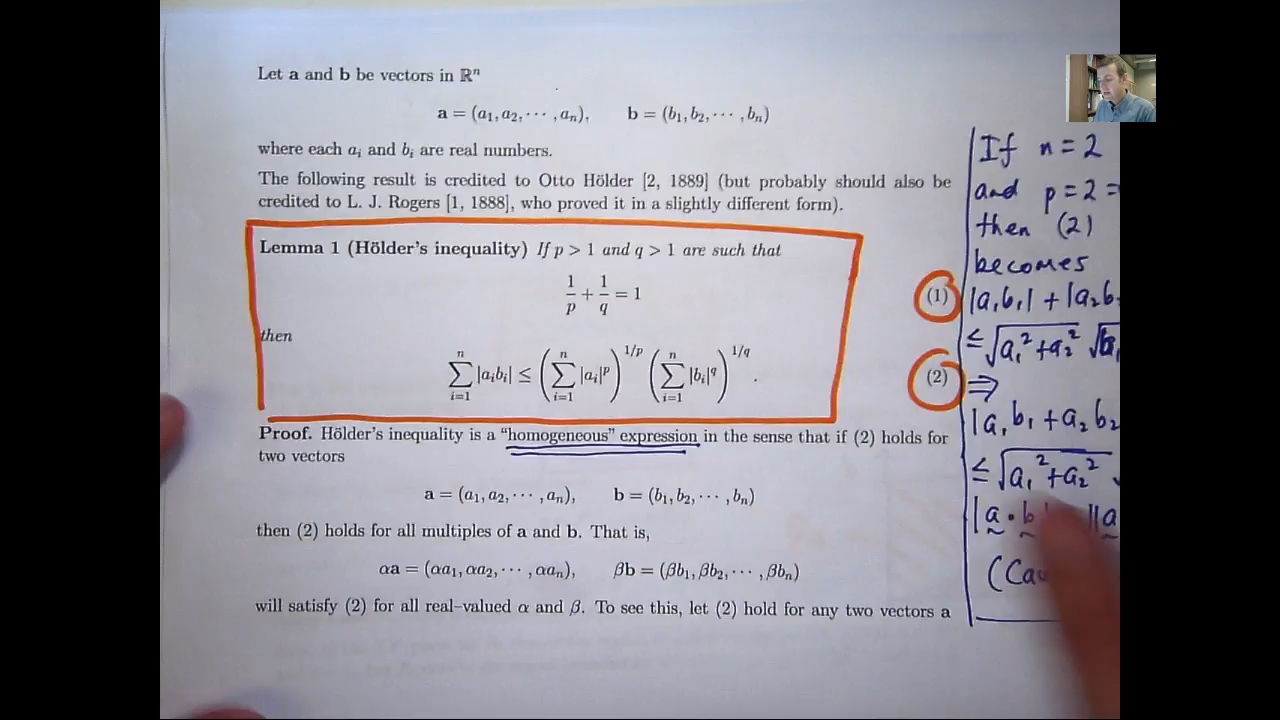 Let a and b be vectors in ℝⁿ
a = (a₁, a₂, ⋯ , aₙ), b = (b₁, b₂, ⋯ , bₙ)
where each aᵢ and bᵢ are real numbers.
The following result is credited to Otto Hölder [2, 1889] (but probably should also be
credited to L. J. Rogers [1, 1888], who proved it in a slightly different form).
Lemma 1 (Hölder's inequality) If p > 1 and q > 1 are such that
1/p + 1/q = 1 (1)
then
∑ᵢ₌₁ⁿ |aᵢbᵢ| ≤ (∑ᵢ₌₁ⁿ |aᵢ|ᵖ)^{1/p} (∑ᵢ₌₁ⁿ |bᵢ|^q)^{1/q} . (2)
Proof. Hölder's inequality is a "homogeneous" expression in the sense that if (2) holds for
two vectors
a = (a₁, a₂, ⋯ , aₙ), b = (b₁, b₂, ⋯ , bₙ)
then (2) holds for all multiples of a and b. That is,
αa = (αa₁, αa₂, ⋯ , αaₙ), βb = (βb₁, βb₂, ⋯ , βbₙ)
will satisfy (2) for all real–valued α and β. To see this, let (2) hold for any two vectors a
If n = 2
and p = 2 =
then (2)
becomes
|a₁b₁| + |a₂b
≤ √(a₁² + a₂²) √b₁
⇒
|a₁b₁ + a₂b₂
≤ √(a₁² + a₂²)
|a · b ||a
(Cau